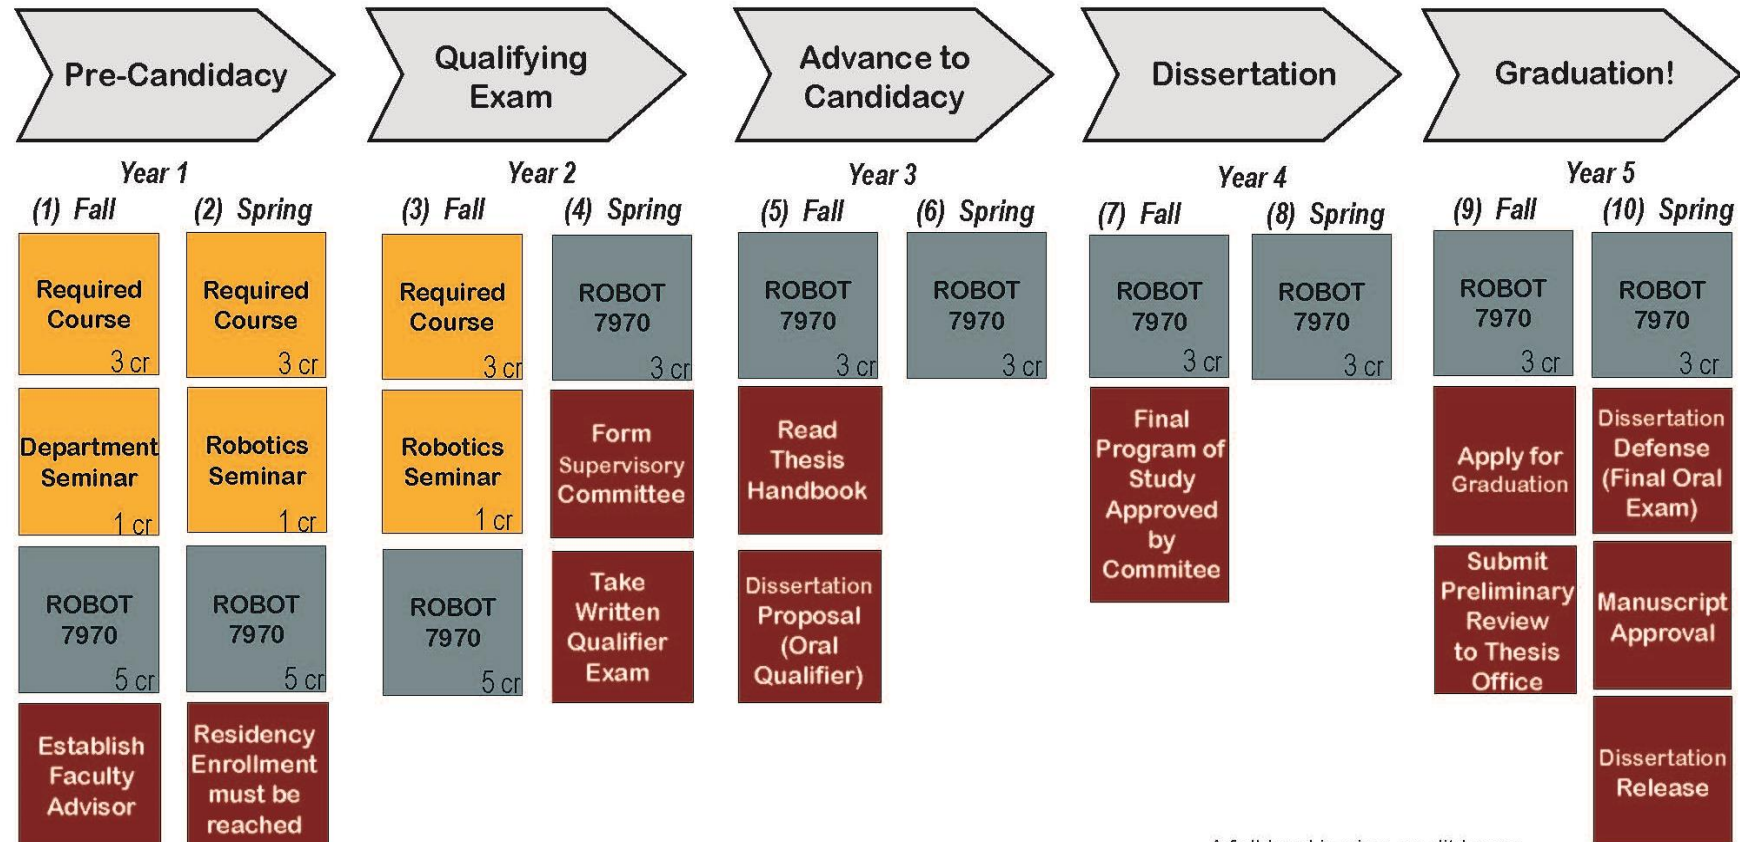 Pre-Candidacy
Qualifying
Exam
Advance to
Candidacy
Dissertation
Graduation!
Year 1
Year 2
Year 3
Year 4
Year 5
(1) Fall
(2) Spring
(3) Fall
(4) Spring
(5) Fall
(6) Spring
(7) Fall
(8) Spring
(9) Fall
(10) Spring
Required
Course
3 cr
Department
Seminar
1 cr
ROBOT
7970
5 cr
Establish
Faculty
Advisor
Required
Course
3 cr
Robotics
Seminar
1 cr
ROBOT
7970
5 cr
Residency
Enrollment
must be
reached
Required
Course
3 cr
Robotics
Seminar
1 cr
ROBOT
7970
5 cr
ROBOT
7970
3 cr
Form
Supervisory
Committee
Take
Written
Qualifier
Exam
ROBOT
7970
3 cr
Read
Thesis
Handbook
Dissertation
Proposal
(Oral
Qualifier)
ROBOT
7970
3 cr
ROBOT
7970
3 cr
Final
Program of
Study
Approved
by
Commitee
ROBOT
7970
3 cr
ROBOT
7970
3 cr
Apply for
Graduation
Submit
Preliminary
Review
to Thesis
Office
ROBOT
7970
3 cr
Dissertation
Defense
(Final Oral
Exam)
Manuscript
Approval
Dissertation
Release